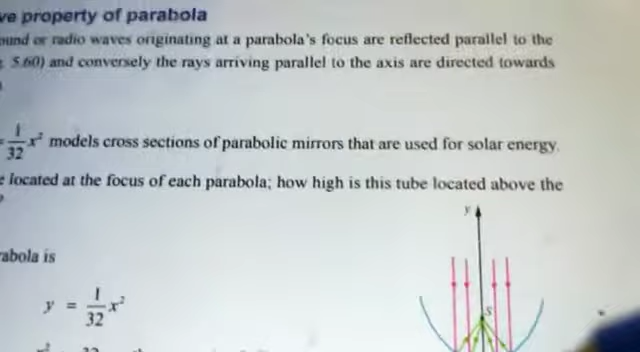 ve property of parabola
ound or radio waves originating at a parabola's focus are reflected parallel to the
5.60) and conversely the rays arriving parallel to the axis are directed towards
= 1/32 x² models cross sections of parabolic mirrors that are used for solar energy.
e located at the focus of each parabola; how high is this tube located above the
rabola is
y = 1/32 x²
y
S